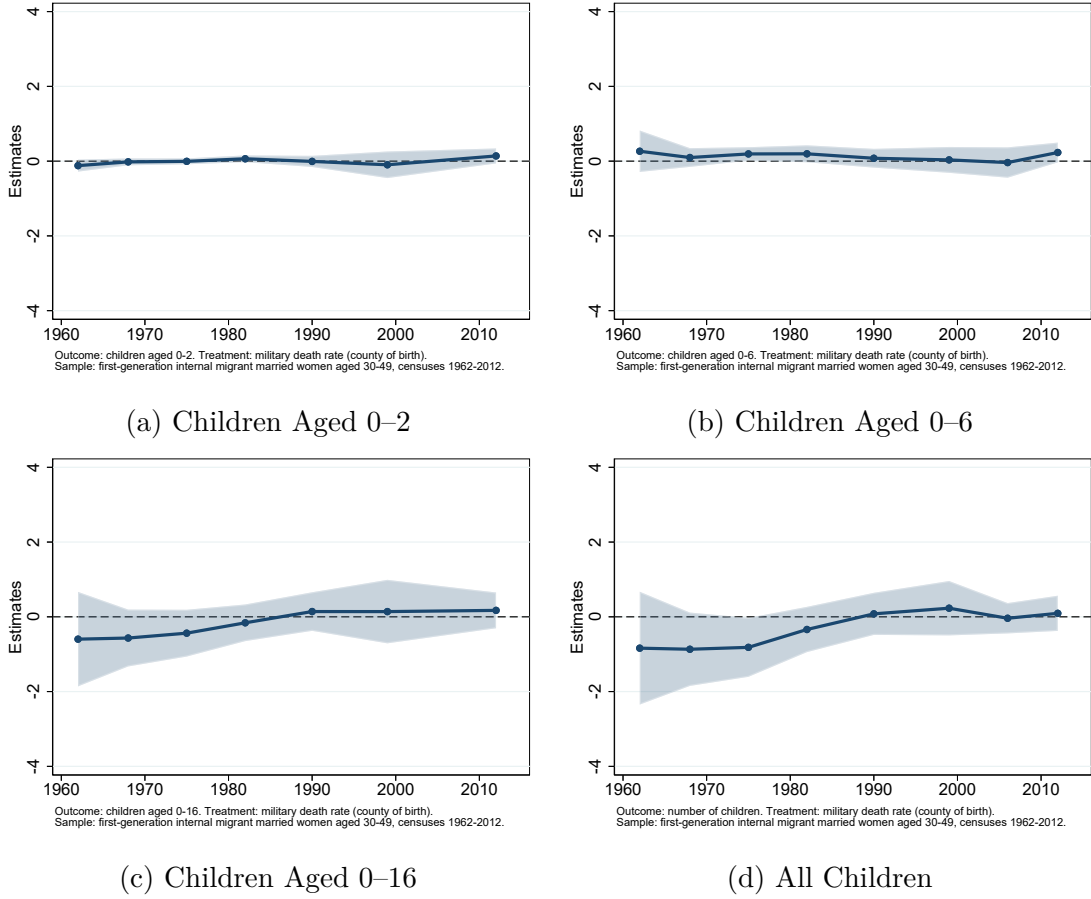 4
2
0
-2
-4
Estimates
1960 1970 1980 1990 2000 2010
Outcome: children aged 0-2. Treatment: military death rate (county of birth).
Sample: first-generation internal migrant married women aged 30-49, censuses 1962-2012.
(a) Children Aged 0–2
4
2
0
-2
-4
Estimates
1960 1970 1980 1990 2000 2010
Outcome: children aged 0-6. Treatment: military death rate (county of birth).
Sample: first-generation internal migrant married women aged 30-49, censuses 1962-2012.
(b) Children Aged 0–6
4
2
0
-2
-4
Estimates
1960 1970 1980 1990 2000 2010
Outcome: children aged 0-16. Treatment: military death rate (county of birth).
Sample: first-generation internal migrant married women aged 30-49, censuses 1962-2012.
(c) Children Aged 0–16
4
2
0
-2
-4
Estimates
1960 1970 1980 1990 2000 2010
Outcome: number of children. Treatment: military death rate (county of birth).
Sample: first-generation internal migrant married women aged 30-49, censuses 1962-2012.
(d) All Children